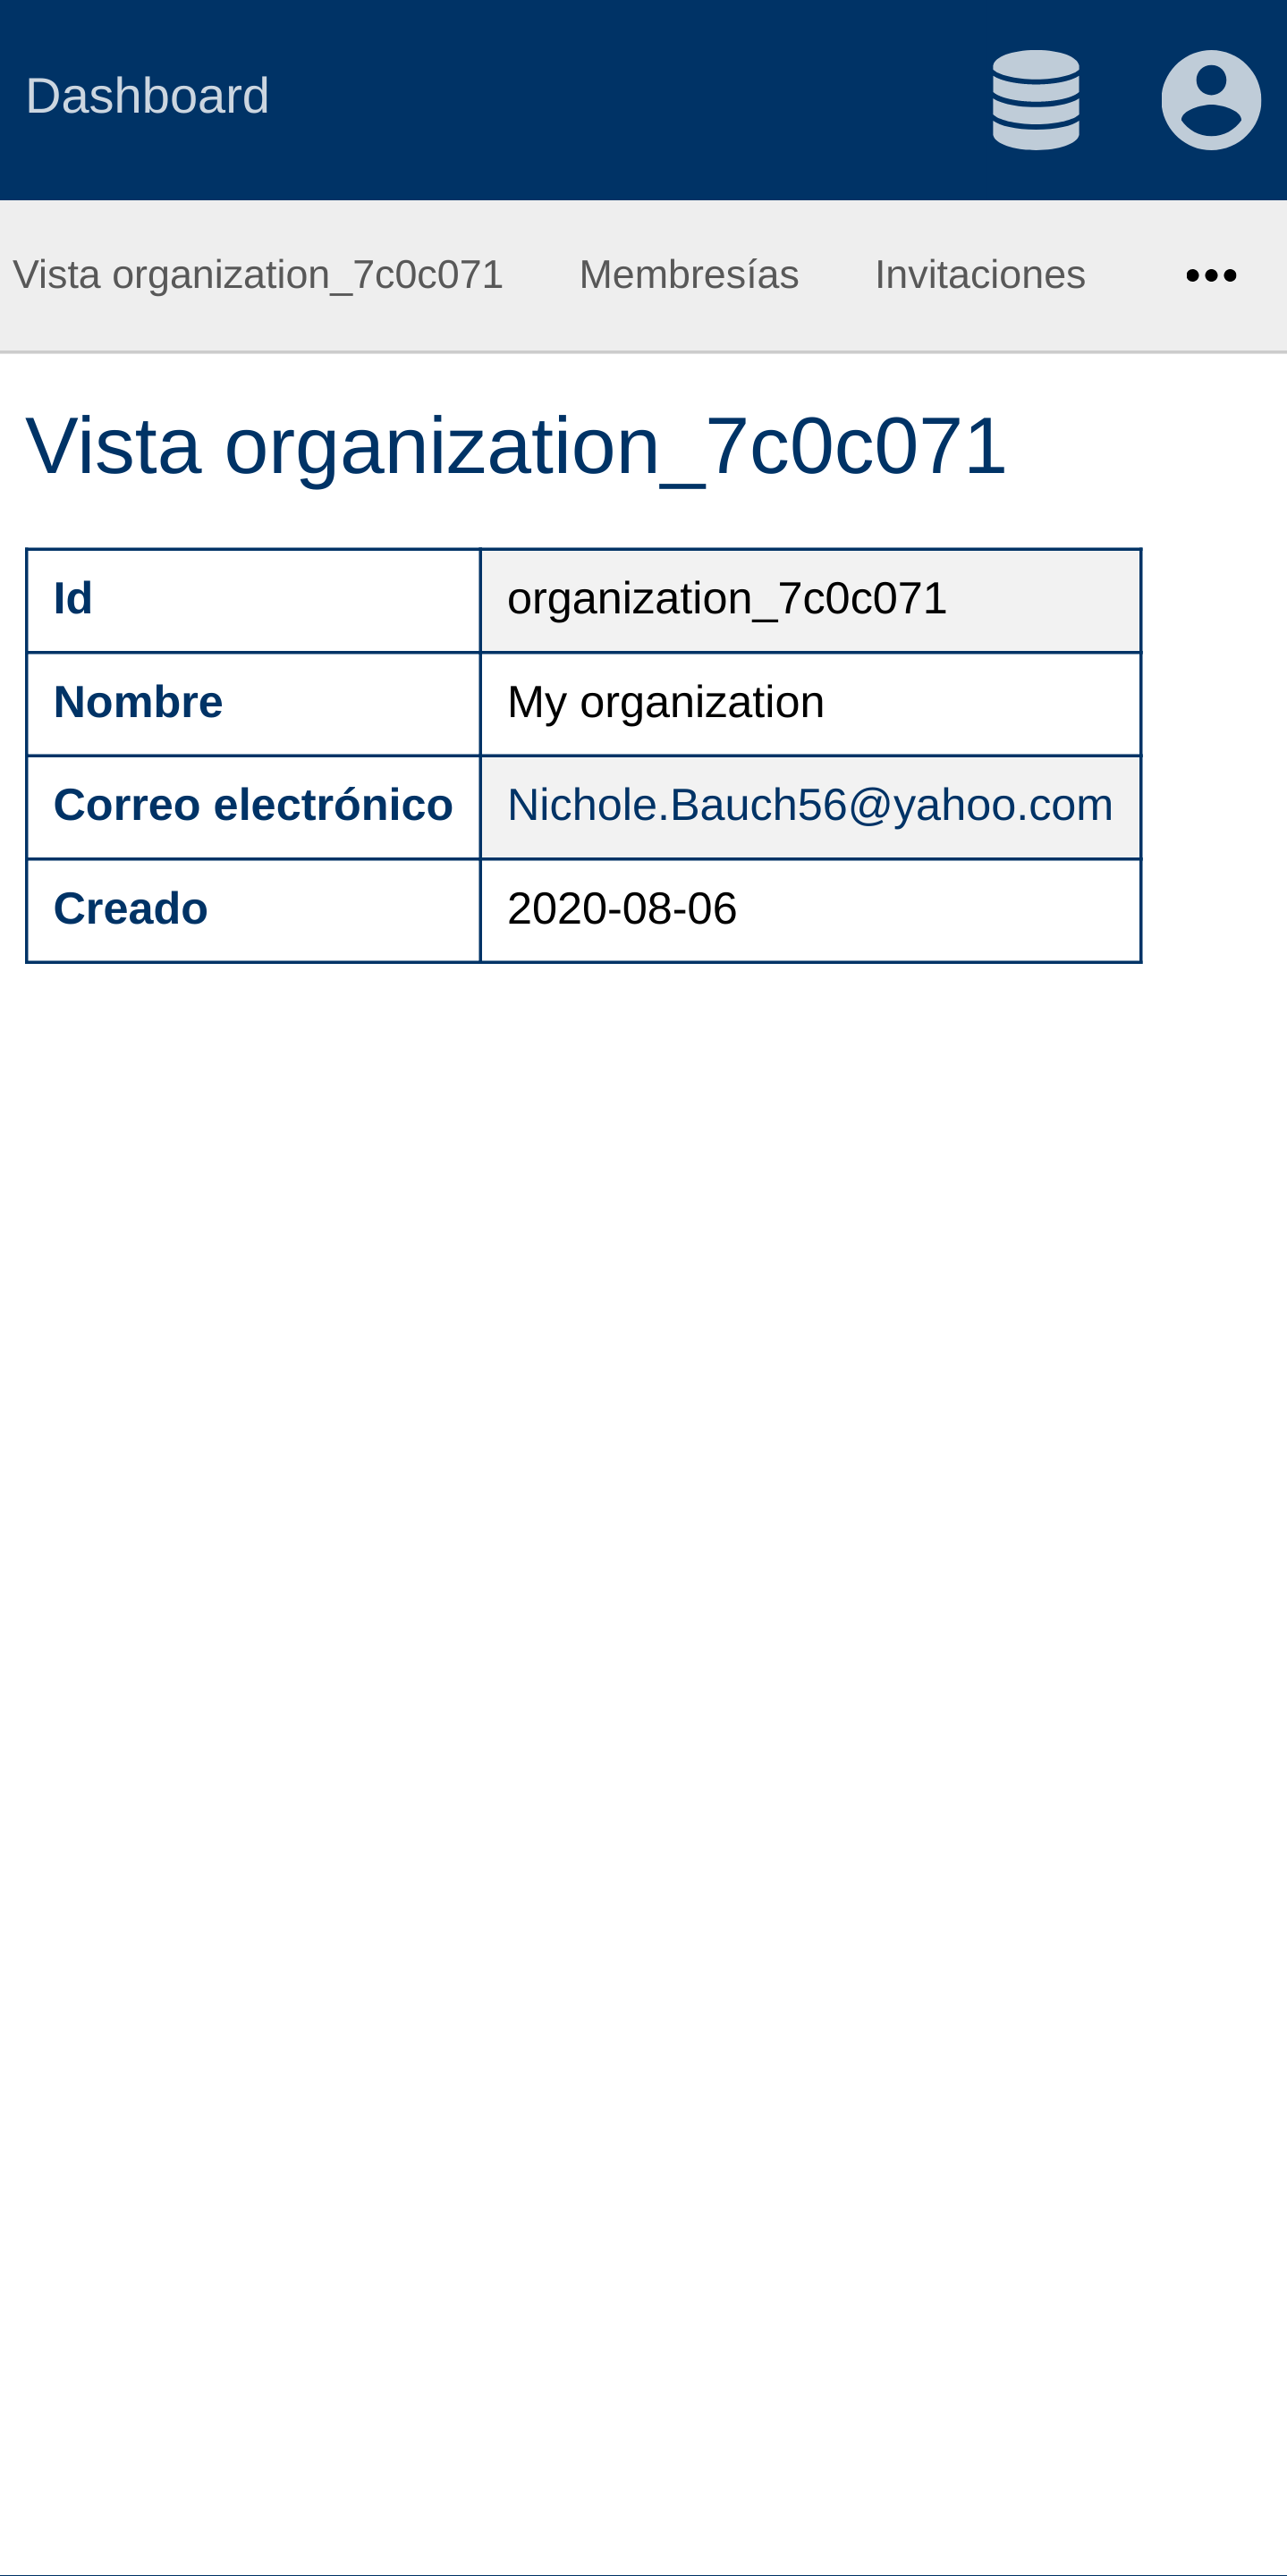 Dashboard
Vista organization_7c0c071 Membresías Invitaciones
Vista organization_7c0c071
Id organization_7c0c071
Nombre My organization
Correo electrónico Nichole.Bauch56@yahoo.com
Creado 2020-08-06